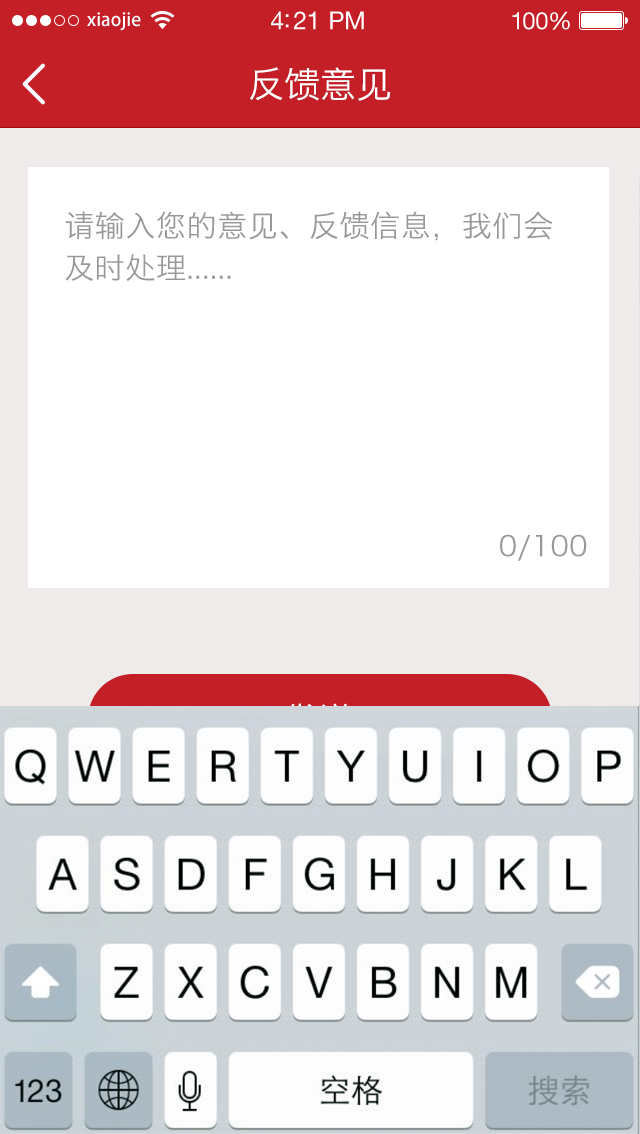 xiaojie 4:21 PM 100%
反馈意见
请输入您的意见、反馈信息，我们会
及时处理......
0/100
Q W E R T Y U I O P
A S D F G H J K L
Z X C V B N M
123 空格 搜索